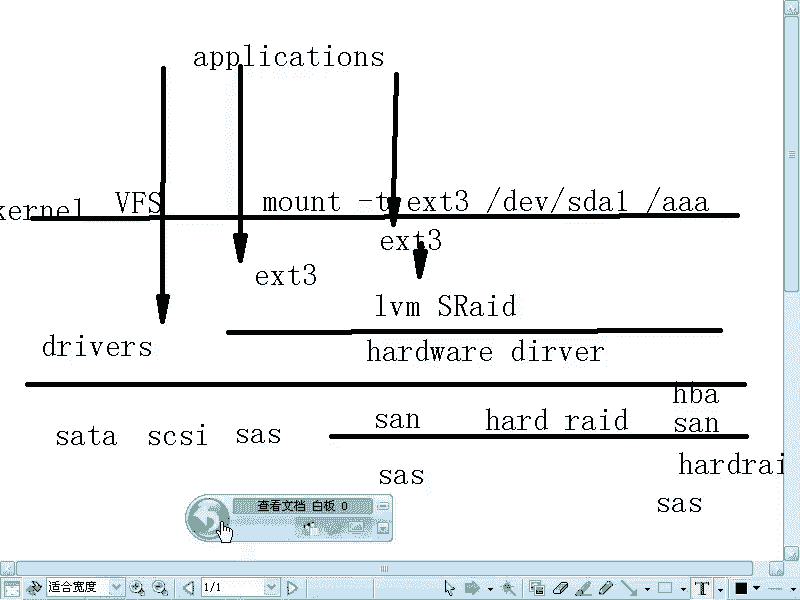 applications
kernel VFS mount -t ext3 /dev/sda1 /aaa
ext3
ext3
lvm SRaid
drivers
hardware dirver
hba
san hard raid san
sata scsi sas
hardrai
sas
sas
查看文档 白板 0
适合宽度 1/1 T